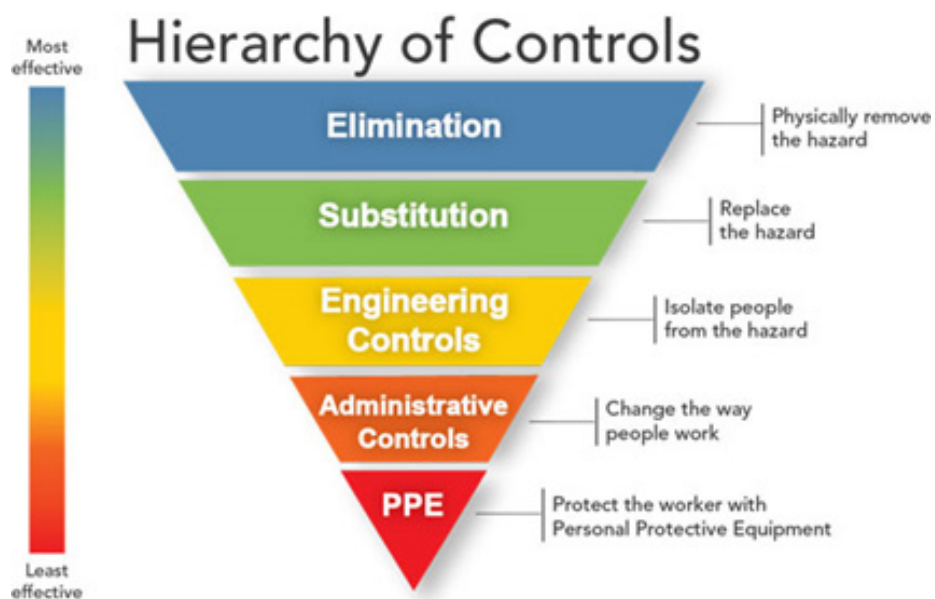 Hierarchy of Controls
Most
effective
Elimination
Physically remove
the hazard
Substitution
Replace
the hazard
Engineering
Controls
Isolate people
from the hazard
Administrative
Controls
Change the way
people work
PPE
Protect the worker with
Personal Protective Equipment
Least
effective